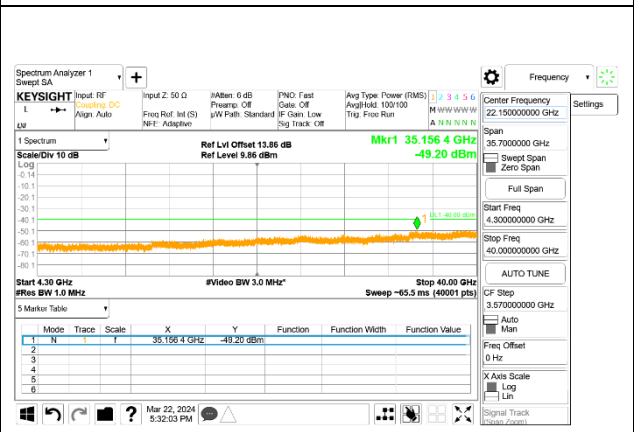 Spectrum Analyzer 1
Swept SA
Frequency
KEYSIGHT
Input: RF
Coupling: DC
Align: Auto
Input Z: 50 Ω
Freq Ref: Int (S)
NFE: Adaptive
#Atten: 6 dB
Preamp: Off
µW Path: Standard
PNO: Fast
Gate: Off
IF Gain: Low
Sig Track: Off
Avg Type: Power (RMS)
Avg|Hold: 100/100
Trig: Free Run
1 2 3 4 5 6
M W W W W W
A N N N N N
L
Center Frequency
22.150000000 GHz
Settings
Span
35.7000000 GHz
Swept Span
Zero Span
Full Span
Start Freq
4.300000000 GHz
Stop Freq
40.000000000 GHz
AUTO TUNE
CF Step
3.570000000 GHz
Auto
Man
Freq Offset
0 Hz
X Axis Scale
Log
Lin
Signal Track
(Span Zoom)
1 Spectrum
Scale/Div 10 dB
Ref Lvl Offset 13.86 dB
Ref Level 9.86 dBm
Mkr1 35.156 4 GHz
-49.20 dBm
Log
-0.14
-10.1
-20.1
-30.1
-40.1
-50.1
-60.1
-70.1
-80.1
DL1 -40.00 dBm
1
Start 4.30 GHz
#Video BW 3.0 MHz*
Stop 40.00 GHz
#Res BW 1.0 MHz
Sweep ~65.5 ms (40001 pts)
5 Marker Table
Mode Trace Scale X Y Function Function Width Function Value
1 N 1 f 35.156 4 GHz -49.20 dBm
2
3
4
5
6
?
Mar 22, 2024
5:32:03 PM